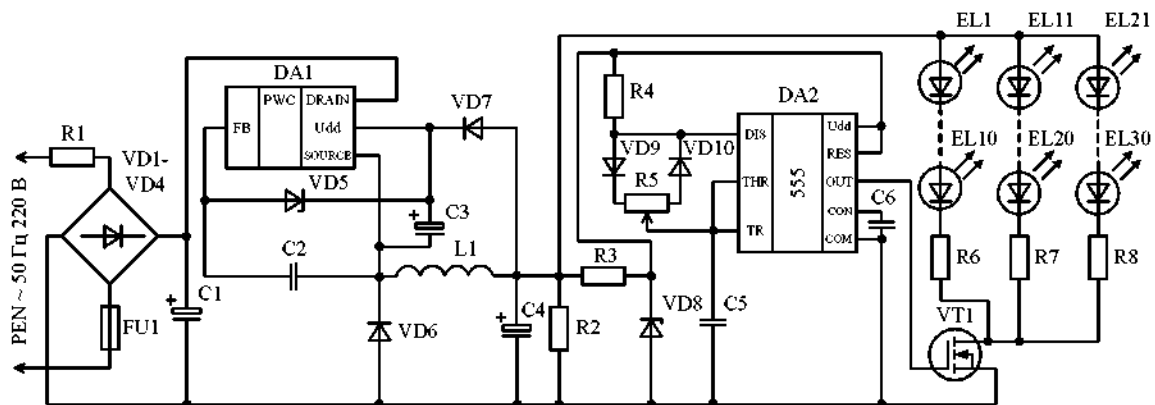 EL1 EL11 EL21
DA1
PWC DRAIN
FB Udd
SOURCE
VD7
R4
DA2
R1
VD1-
VD4
DIS Udd
VD9 VD10
RES
EL10 EL20 EL30
VD5
R5
THR 555 OUT
C3
CON C6
TR COM
PEN ~ 50 Гц 220 В
C2 L1
R3
R6 R7 R8
C1
FU1
VD6
C4
R2
VD8
C5
VT1